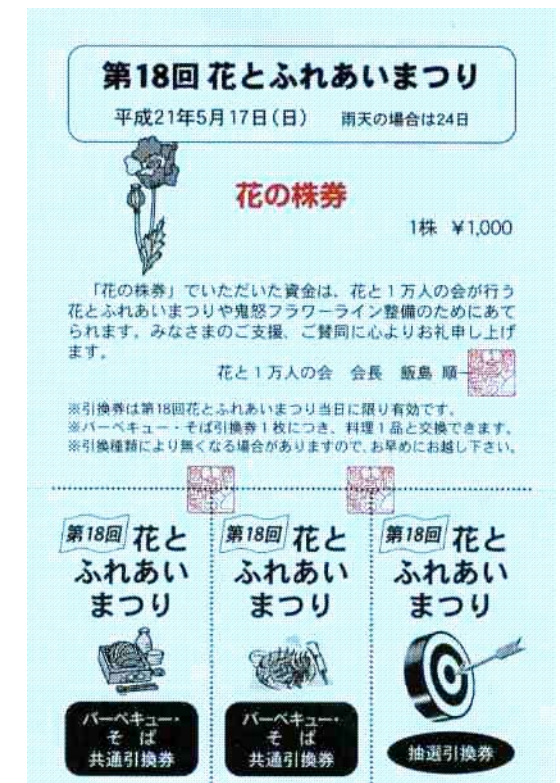 第18回 花とふれあいまつり
平成21年5月17日(日) 雨天の場合は24日
花の株券
1株 ¥1,000
「花の株券」でいただいた資金は、花と1万人の会が行う
花とふれあいまつりや鬼怒フラワーライン整備のためにあて
られます。みなさまのご支援、ご賛同に心よりお礼申し上げ
ます。
花と1万人の会 会長 飯島 順一
※引換券は第18回花とふれあいまつり当日に限り有効です。
※バーベキュー・そば引換券1枚につき、料理1品と交換できます。
※引換種類により無くなる場合がありますので、お早めにお越し下さい。
第18回 花と
ふれあい
まつり
バーベキュー・
そば
共通引換券
第18回 花と
ふれあい
まつり
バーベキュー・
そば
共通引換券
第18回 花と
ふれあい
まつり
抽選引換券